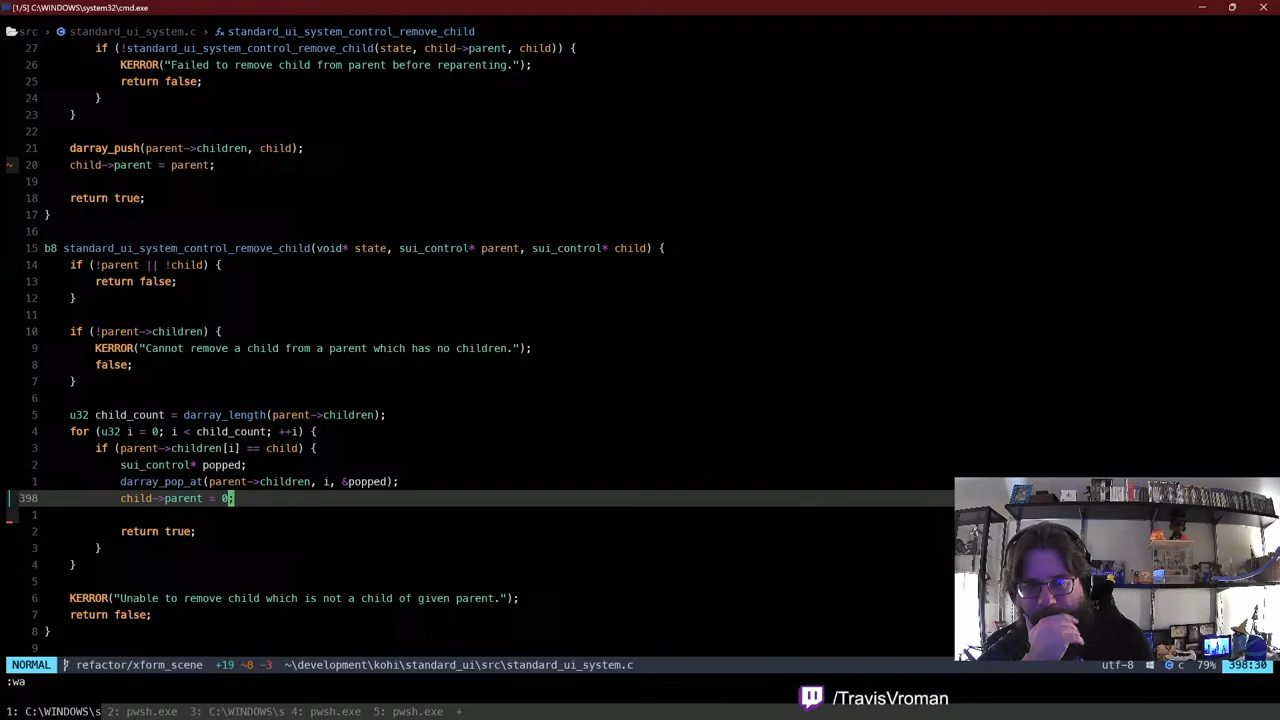 [1/5] C:\WINDOWS\system32\cmd.exe
src › standard_ui_system.c › standard_ui_system_control_remove_child
27 if (!standard_ui_system_control_remove_child(state, child->parent, child)) {
26 KERROR("Failed to remove child from parent before reparenting.");
25 return false;
24 }
23 }
22
21 darray_push(parent->children, child);
~ 20 child->parent = parent;
19
18 return true;
17 }
16
15 b8 standard_ui_system_control_remove_child(void* state, sui_control* parent, sui_control* child) {
14 if (!parent || !child) {
13 return false;
12 }
11
10 if (!parent->children) {
9 KERROR("Cannot remove a child from a parent which has no children.");
8 false;
7 }
6
5 u32 child_count = darray_length(parent->children);
4 for (u32 i = 0; i < child_count; ++i) {
3 if (parent->children[i] == child) {
2 sui_control* popped;
1 darray_pop_at(parent->children, i, &popped);
398 child->parent = 0;
1
2 return true;
3 }
4 }
5
6 KERROR("Unable to remove child which is not a child of given parent.");
7 return false;
8 }
9
NORMAL refactor/xform_scene +19 ~8 -3 ~\development\kohi\standard_ui\src\standard_ui_system.c utf-8 c 79% 398:30
:wa
/TravisVroman
1: C:\WINDOWS\s 2: pwsh.exe 3: C:\WINDOWS\s 4: pwsh.exe 5: pwsh.exe +